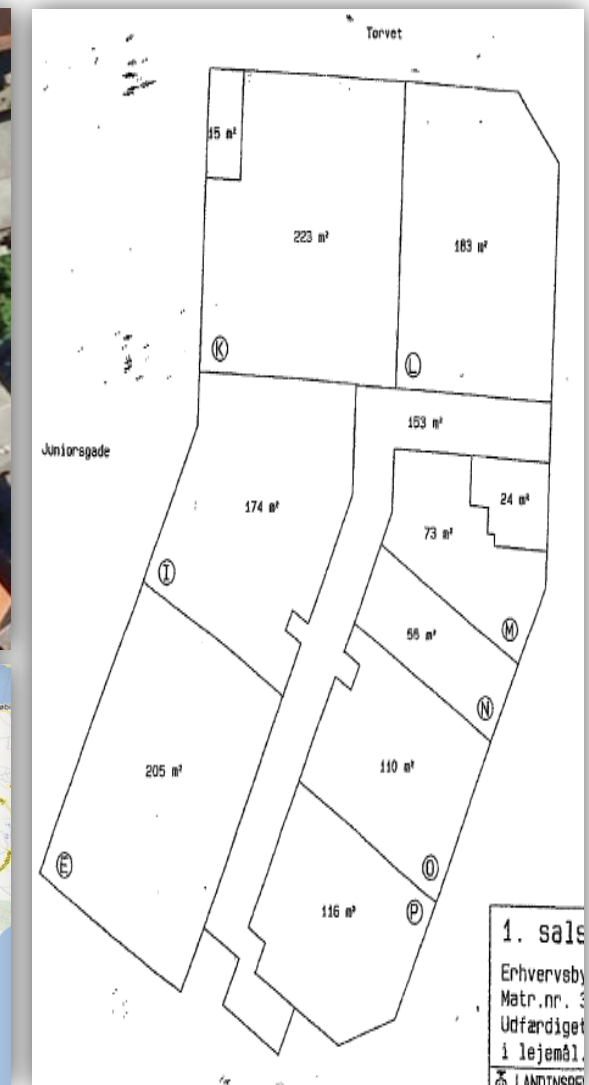 Torvet
15 m²
223 m²
183 m²
K
L
153 m²
Juniorsgade
174 m²
24 m²
73 m²
I
M
56 m²
N
205 m²
110 m²
E
O
116 m²
P
1. sals
Erhvervsby
Matr.nr. 3
Udfærdiget
i lejemål.
LANDINSPE